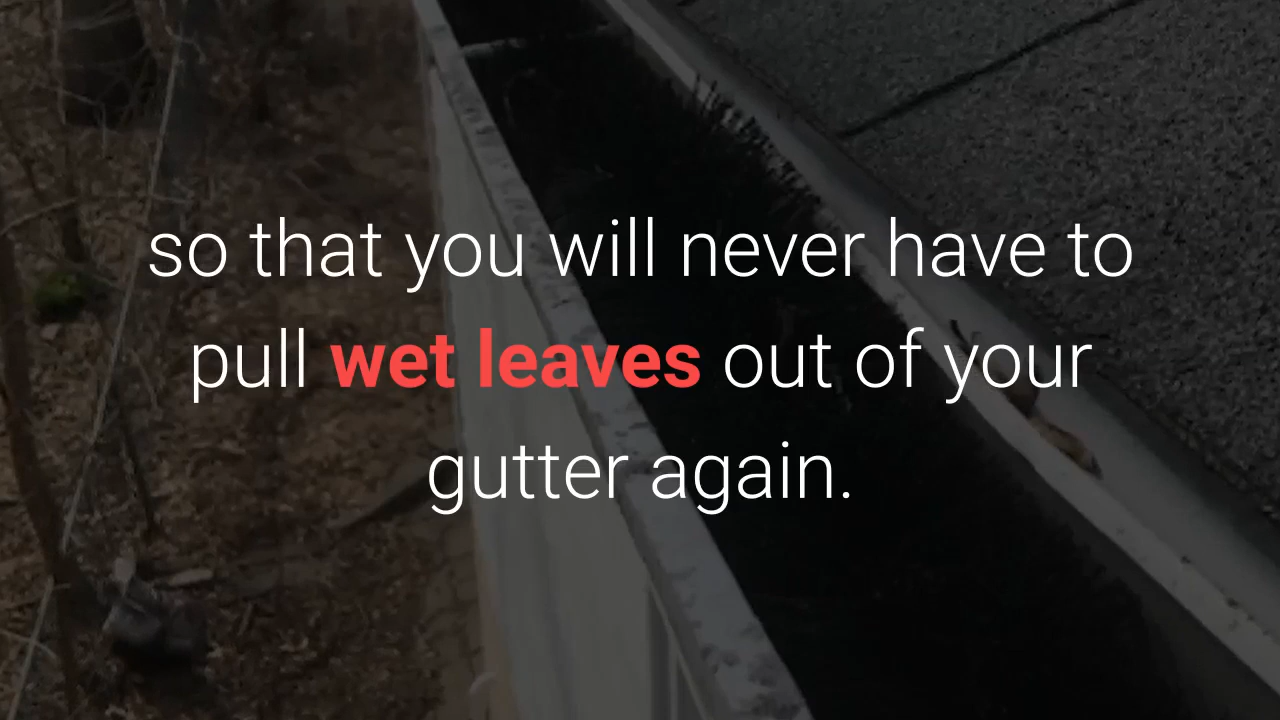 so that you will never have to
pull wet leaves out of your
gutter again.